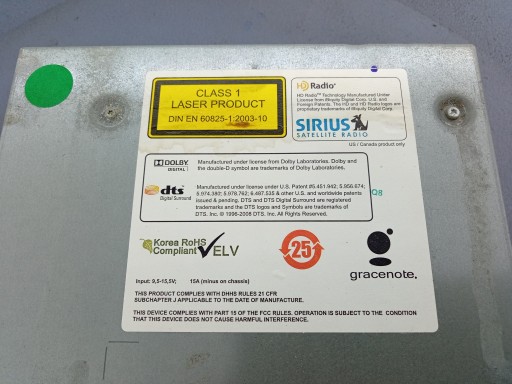 CLASS 1
LASER PRODUCT
DIN EN 60825-1:2003-10
HD Radio®
HD Radio™ Technology Manufactured Under
License from iBiquity Digital Corp. U.S. and
Foreign Patents. The HD and HD Radio logos are
proprietary trademarks of iBiquity Digital Corp.
SIRIUS
SATELLITE RADIO
US / Canada product only
DOLBY
DIGITAL
Manufactured under license from Dolby Laboratories. Dolby and
the double-D symbol are trademarks of Dolby Laboratories.
dts
Digital Surround
Manufactured under license under U.S. Patent #5,451,942; 5,956,674;
5,974,380; 5,978,762; 6,487,535 & other U.S. and worldwide patents
issued & pending. DTS and DTS Digital Surround are registered
trademarks and the DTS logos and Symbols are trademarks of
DTS, Inc. © 1996-2008 DTS, Inc. All Rights Reserved.
Q8
Korea RoHS
Compliant
ELV
25
gracenote.
Input: 9,5-15,5V; 15A (minus on chassis)
THIS PRODUCT COMPLIES WITH DHHS RULES 21 CFR
SUBCHAPTER J APPLICABLE TO THE DATE OF MANUFACTURE.
THIS DEVICE COMPLIES WITH PART 15 OF THE FCC RULES. OPERATION IS SUBJECT TO THE CONDITION
THAT THIS DEVICE DOES NOT CAUSE HARMFUL INTERFERENCE.